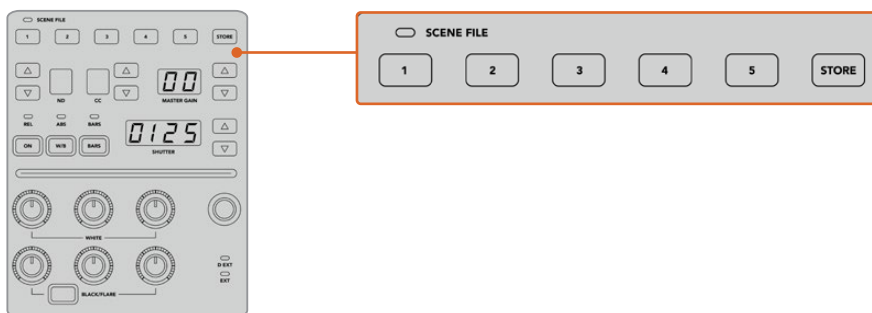 SCENE FILE
1 2 3 4 5 STORE
ND CC 00 MASTER GAIN
REL ABS BARS
ON W/B BARS 0125 SHUTTER
WHITE
D-EXT
EXT
BLACK/FLARE
SCENE FILE
1 2 3 4 5 STORE